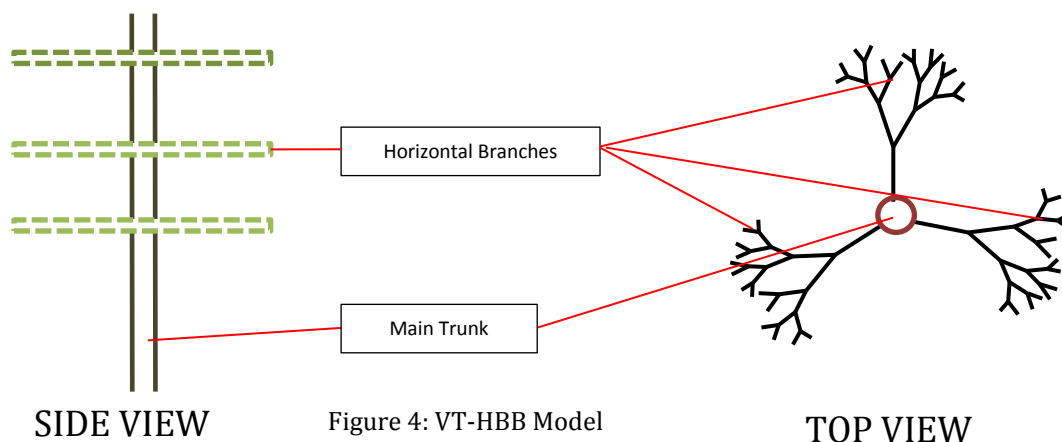 Horizontal Branches
Main Trunk
SIDE VIEW
Figure 4: VT-HBB Model
TOP VIEW